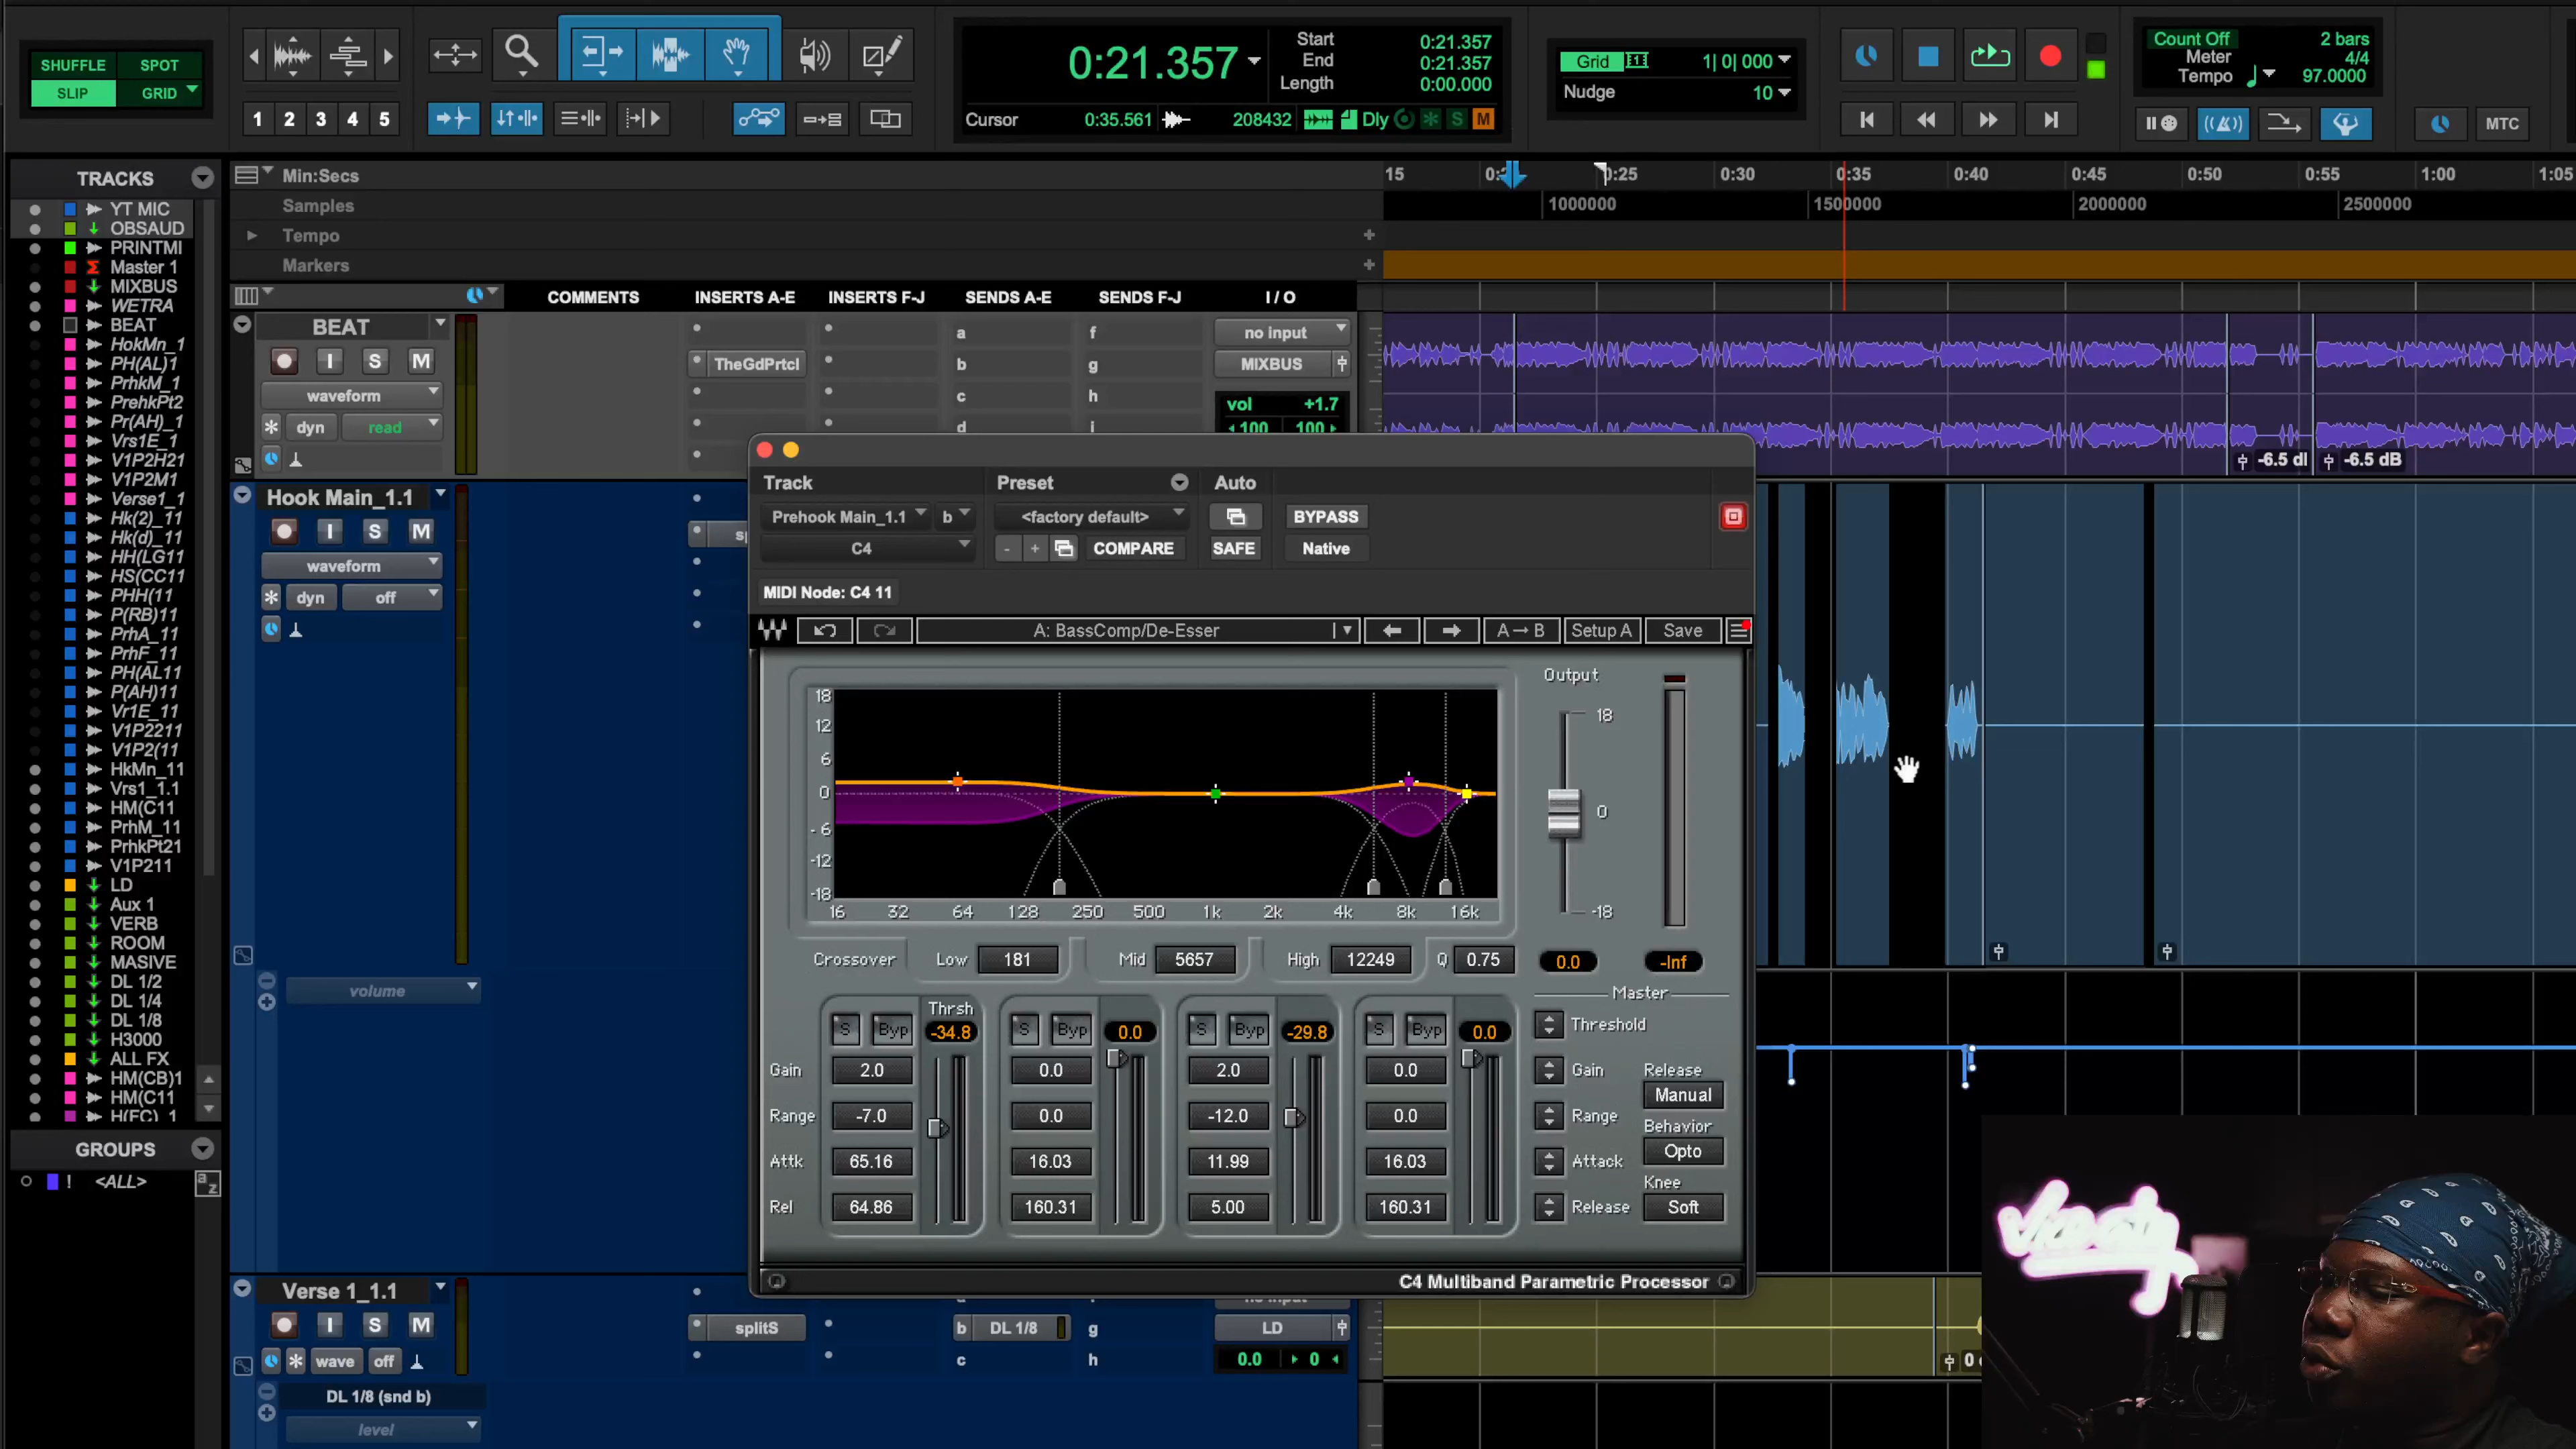 SHUFFLE SPOT
SLIP GRID
1 2 3 4 5
0:21.357
Start 0:21.357
End 0:21.357
Length 0:00.000
Cursor 0:35.561 208432 Dly S M
Grid 1| 0| 000
Nudge 10
Count Off 2 bars
Meter 4/4
Tempo 97.0000
MTC
TRACKS
YT MIC
OBSAUD
PRINTMI
Master 1
MIXBUS
WETRA
BEAT
HokMn_1
PH(AL)1
PrhkM_1
PrehkPt2
Pr(AH)_1
Vrs1E_1
V1P2H21
V1P2M1
Verse1_1
Hk(2)_11
Hk(d)_11
HH(LG11
HS(CC11
PHH(11
P(RB)11
PrhA_11
PrhF_11
PH(AL11
P(AH)11
Vr1E_11
V1P2211
V1P2(11
HkMn_11
Vrs1_1.1
HM(C11
PrhM_11
PrhkPt21
V1P211
LD
Aux 1
VERB
ROOM
MASIVE
DL 1/2
DL 1/4
DL 1/8
H3000
ALL FX
HM(CB)1
HM(C11
H(FC)_1
GROUPS
! <ALL>
a z
Min:Secs
Samples
Tempo
Markers
15 0:25 0:30 0:35 0:40 0:45 0:50 0:55 1:00 1:05
1000000 1500000 2000000 2500000
COMMENTS INSERTS A-E INSERTS F-J SENDS A-E SENDS F-J I / O
BEAT
I S M
waveform
dyn read
TheGdPrtcl
a f no input
b g MIXBUS
c h vol +1.7
d i 100 100
-6.5 dI -6.5 dB
Hook Main_1.1
I S M
waveform
dyn off
volume
Track Preset Auto
Prehook Main_1.1 b <factory default> BYPASS
C4 - + COMPARE SAFE Native
MIDI Node: C4 11
A: BassComp/De-Esser A→B Setup A Save
18
12
6
0
-6
-12
-18
16 32 64 128 250 500 1k 2k 4k 8k 16k
Output
18
0
-18
Crossover Low 181 Mid 5657 High 12249 Q 0.75 0.0 -Inf
Thrsh
S Byp -34.8 S Byp 0.0 S Byp -29.8 S Byp 0.0
Gain 2.0 0.0 2.0 0.0
Range -7.0 0.0 -12.0 0.0
Attk 65.16 16.03 11.99 16.03
Rel 64.86 160.31 5.00 160.31
Master
Threshold
Gain
Range
Attack
Release
Release
Manual
Behavior
Opto
Knee
Soft
C4 Multiband Parametric Processor
Verse 1_1.1
I S M
wave off
splitS b DL 1/8 g LD
c h 0.0 0
DL 1/8 (snd b)
level